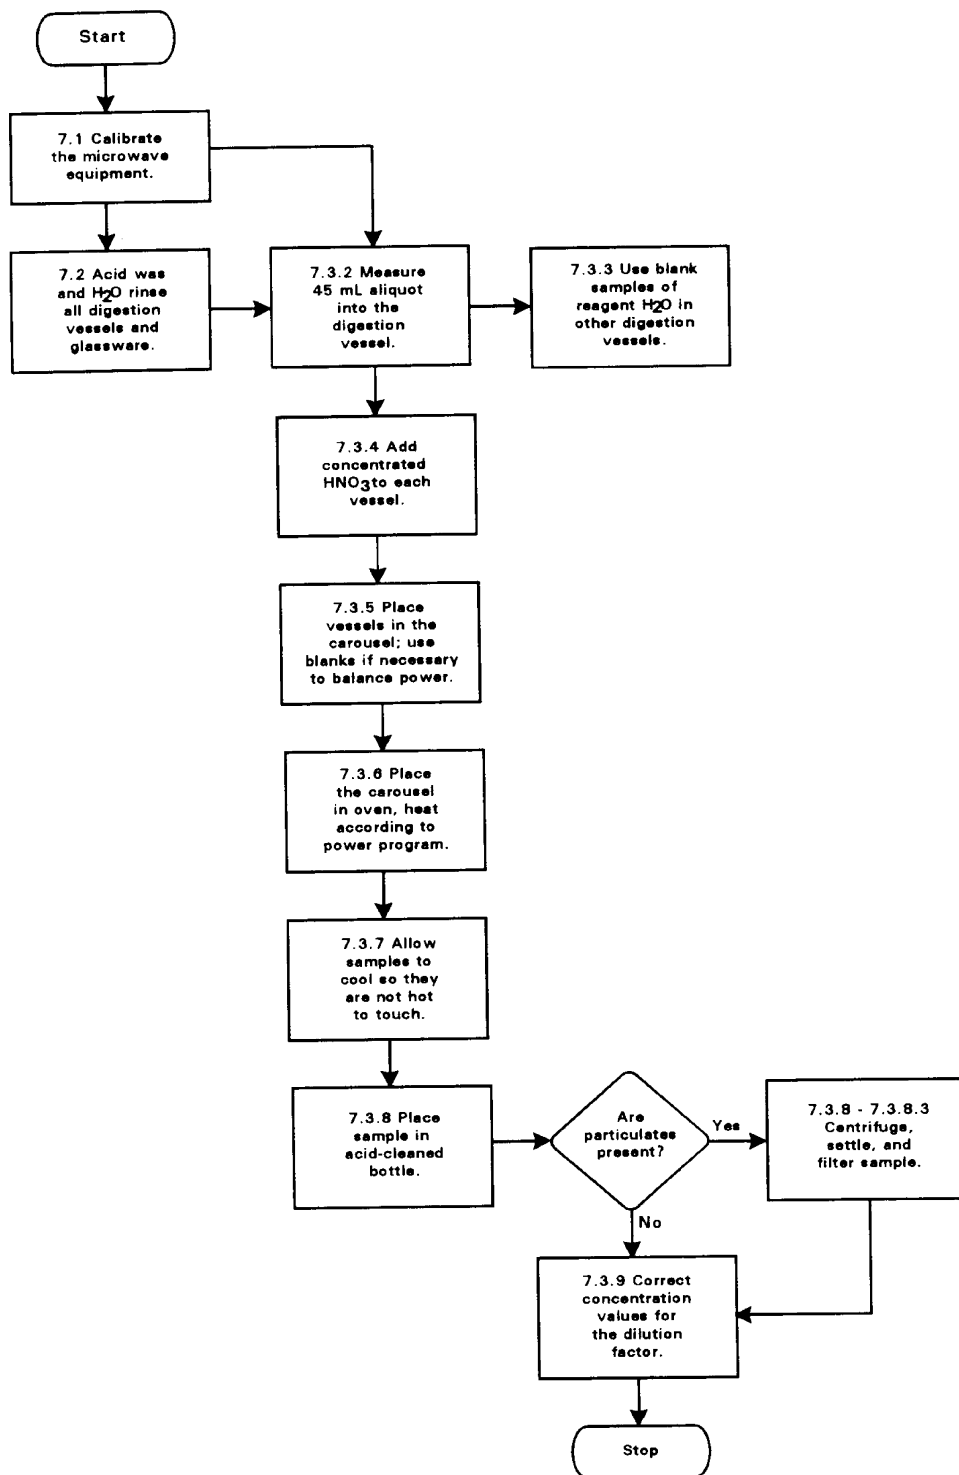 Start
7.1 Calibrate
the microwave
equipment.
7.2 Acid was
and H2O rinse
all digestion
vessels and
glassware.
7.3.2 Measure
45 mL aliquot
into the
digestion
vessel.
7.3.3 Use blank
samples of
reagent H2O in
other digestion
vessels.
7.3.4 Add
concentrated
HNO3to each
vessel.
7.3.5 Place
vessels in the
carousel; use
blanks if necessary
to balance power.
7.3.6 Place
the carousel
in oven, heat
according to
power program.
7.3.7 Allow
samples to
cool so they
are not hot
to touch.
7.3.8 Place
sample in
acid-cleaned
bottle.
Are
particulates
present?
Yes
7.3.8 - 7.3.8.3
Centrifuge,
settle, and
filter sample.
No
7.3.9 Correct
concentration
values for
the dilution
factor.
Stop